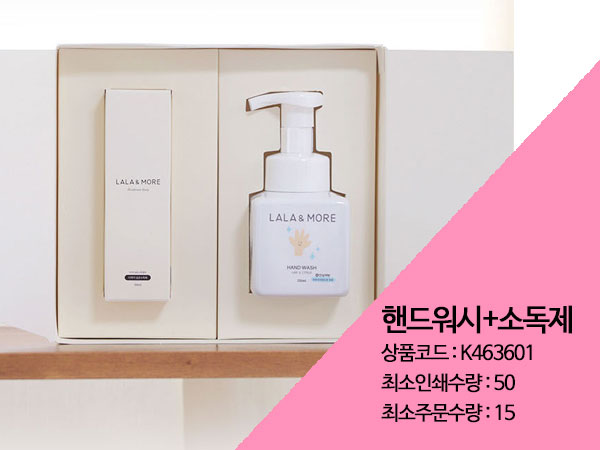 LALA & MORE
LALA & MORE
HAND WASH
핸드워시+소독제
상품코드 : K463601
최소인쇄수량 : 50
최소주문수량 : 15